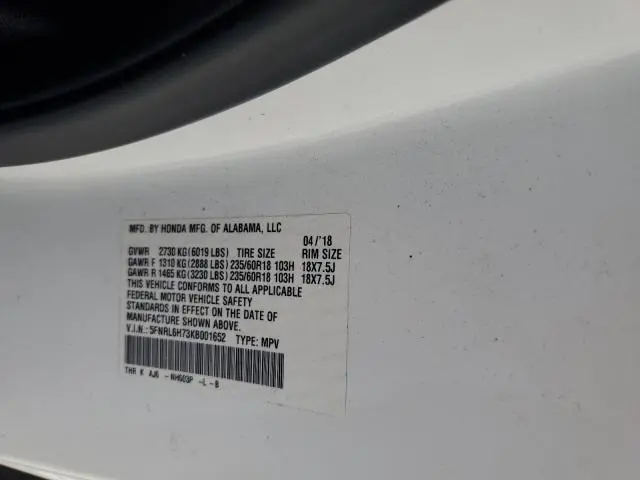 MFD. BY HONDA MFG. OF ALABAMA, LLC
04/'18
GVWR 2730 KG (6019 LBS) TIRE SIZE RIM SIZE
GAWR F 1310 KG (2888 LBS) 235/60R18 103H 18X7.5J
GAWR R 1465 KG (3230 LBS) 235/60R18 103H 18X7.5J
THIS VEHICLE CONFORMS TO ALL APPLICABLE
FEDERAL MOTOR VEHICLE SAFETY
STANDARDS IN EFFECT ON THE DATE OF
MANUFACTURE SHOWN ABOVE.
V.I.N.: 5FNRL6H73KB001652 TYPE: MPV
THR K AJ6 -NH603P -L -B